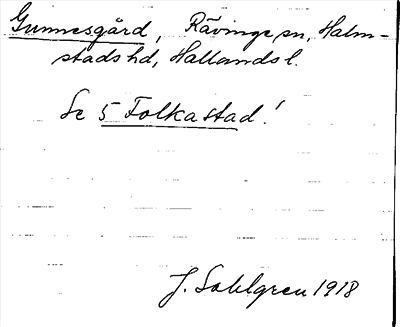 Gunnesgård, Rävinge sn, Halm-
stads hd, Hallands l.
Se 5 Folkastad!
J. Sahlgren 1918